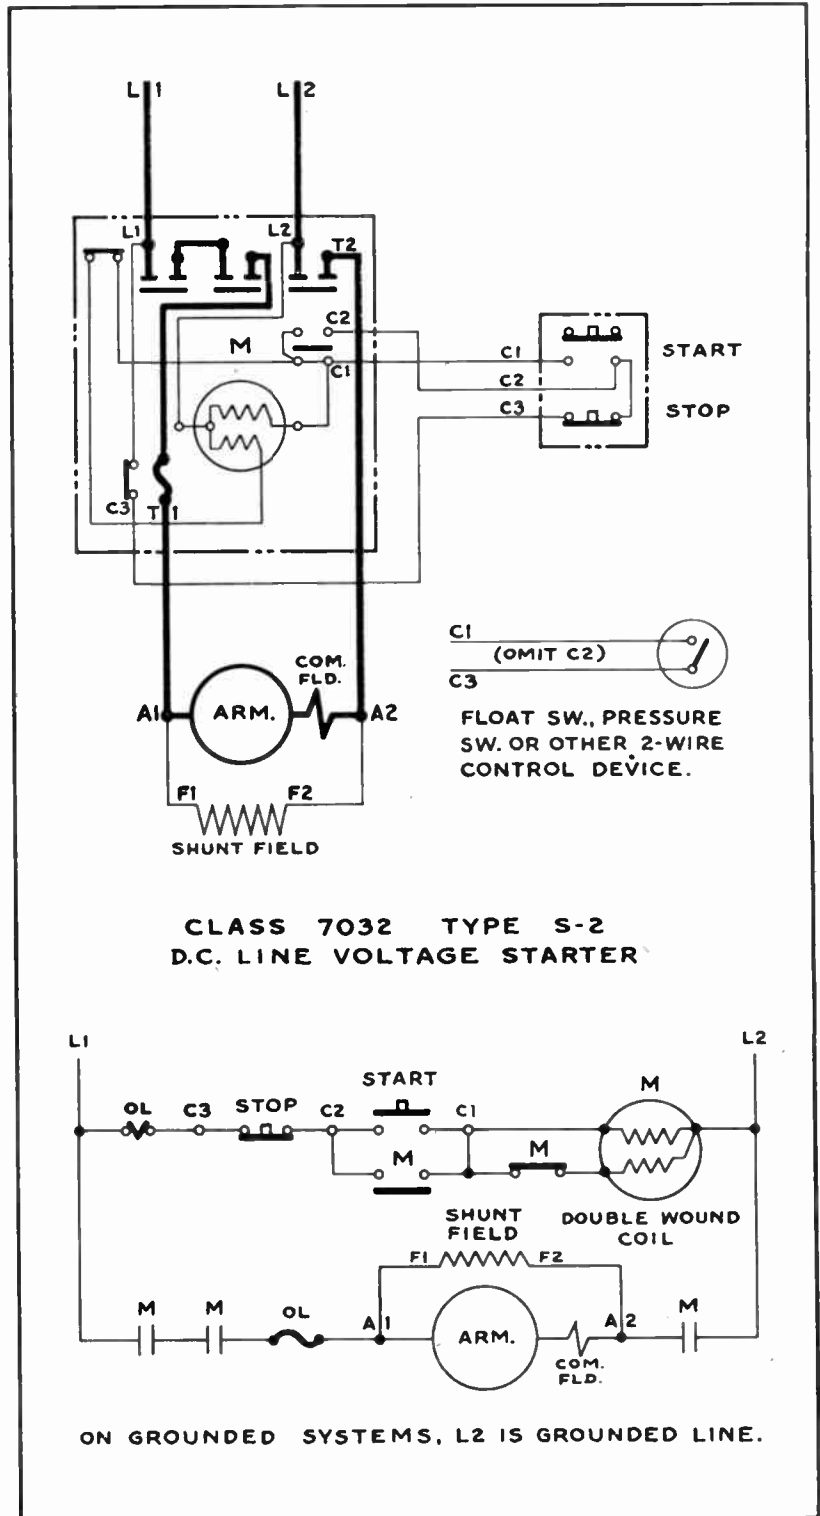 L1 L2
L1 L2 T2
C2
M
C1
C3 T1
C1 START
C2
C3 STOP
COM.
FLD.
A1 ARM. A2
F1 F2
SHUNT FIELD
C1
(OMIT C2)
C3
FLOAT SW., PRESSURE
SW. OR OTHER 2-WIRE
CONTROL DEVICE.
CLASS 7032 TYPE S-2
D.C. LINE VOLTAGE STARTER
L1 L2
START M
OL C3 STOP C2 C1
M M
SHUNT
FIELD
DOUBLE WOUND
COIL
F1 F2
M M OL A1 ARM. A2 M
COM.
FLD.
ON GROUNDED SYSTEMS, L2 IS GROUNDED LINE.